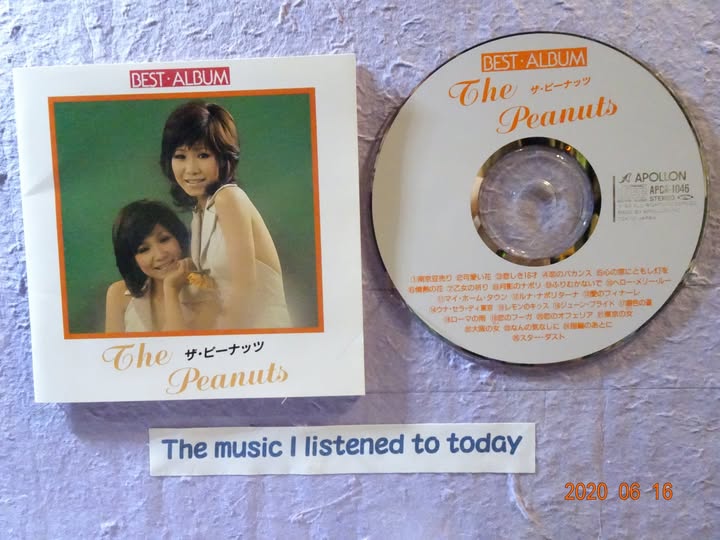 BEST・ALBUM
The ザ・ピーナッツ
Peanuts
BEST・ALBUM
The ザ・ピーナッツ
Peanuts
APOLLON
APCA-1046
STEREO
①南京豆売り ②可愛い花 ③悲しき16才 ④恋のバカンス ⑤心の窓にともし灯を
⑥情熱の花 ⑦乙女の祈り ⑧月影のナポリ ⑨ふりむかないで ⑩ヘロー・メリー・ルー
⑪マイ・ホーム・タウン ⑫ルナ・ナポリターナ ⑬愛のフィナーレ
⑭ウナ・セラ・ディ東京 ⑮レモンのキッス ⑯ジューン・ブライド ⑰銀色の道
⑱ローマの雨 ⑲恋のフーガ ⑳恋のオフェリア ㉑東京の女
㉒大阪の女 ㉓なんの気なしに ㉔指輪のあとに
㉕スター・ダスト
The music I listened to today
2020 06 16